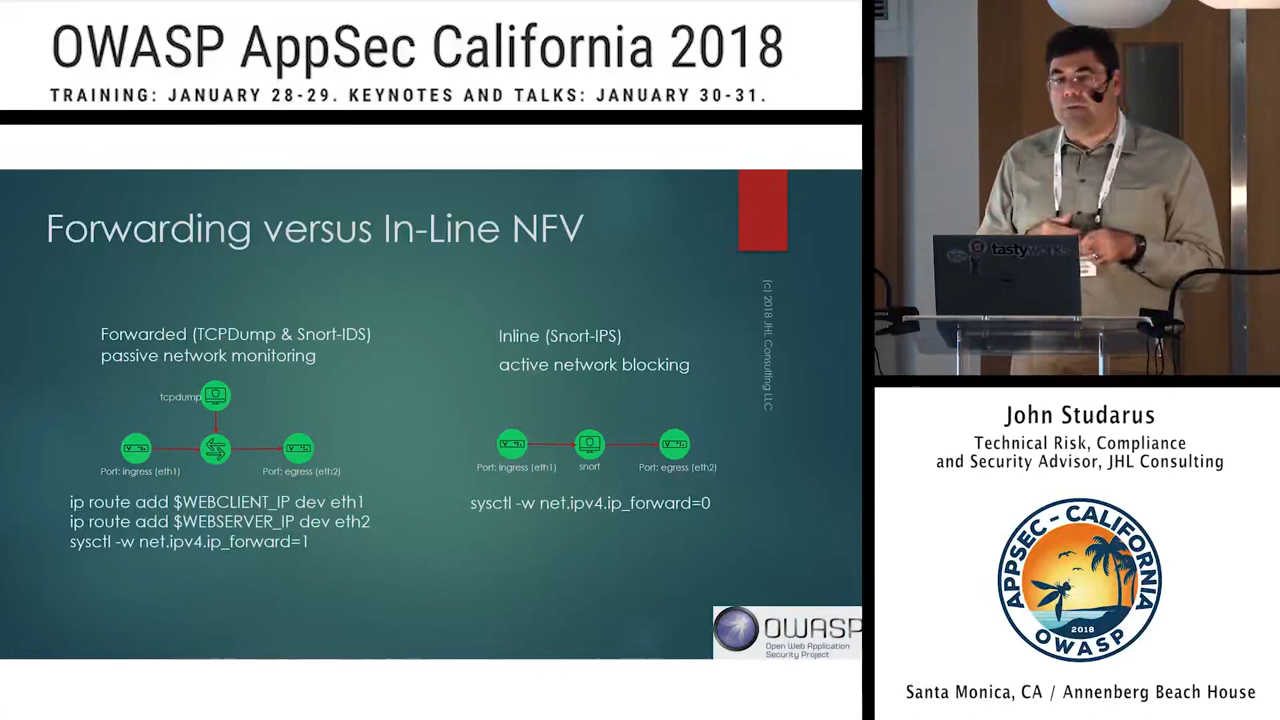 OWASP AppSec California 2018
TRAINING: JANUARY 28-29. KEYNOTES AND TALKS: JANUARY 30-31.
Forwarding versus In-Line NFV
(c) 2018 JHL Consulting LLC
Forwarded (TCPDump & Snort-IDS)
passive network monitoring
tcpdump
Port: ingress (eth1)
Port: egress (eth2)
ip route add $WEBCLIENT_IP dev eth1
ip route add $WEBSERVER_IP dev eth2
sysctl -w net.ipv4.ip_forward=1
Inline (Snort-IPS)
active network blocking
Port: ingress (eth1)
snort
Port: egress (eth2)
sysctl -w net.ipv4.ip_forward=0
OWASP
Open Web Application
Security Project
tastyworks
John Studarus
Technical Risk, Compliance
and Security Advisor, JHL Consulting
APPSEC - CALIFORNIA
2018
OWASP
Santa Monica, CA / Annenberg Beach House